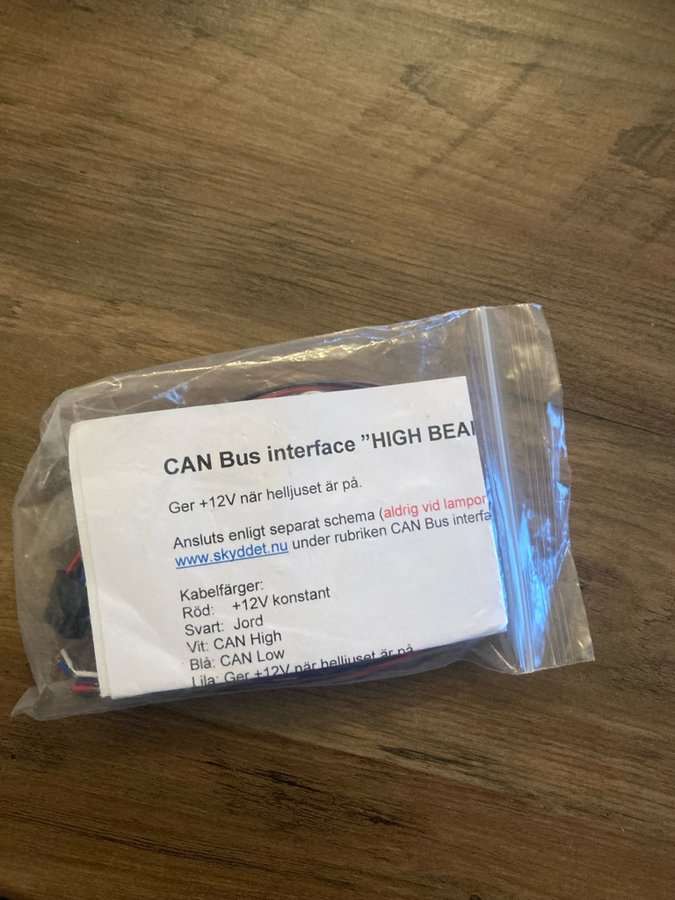 CAN Bus interface ”HIGH BEA
Ger +12V när helljuset är på.
Ansluts enligt separat schema (aldrig vid lampor
www.skyddet.nu under rubriken CAN Bus interfa
Kabelfärger:
Röd: +12V konstant
Svart: Jord
Vit: CAN High
Blå: CAN Low
Lila: Ger +12V när helljuset är på